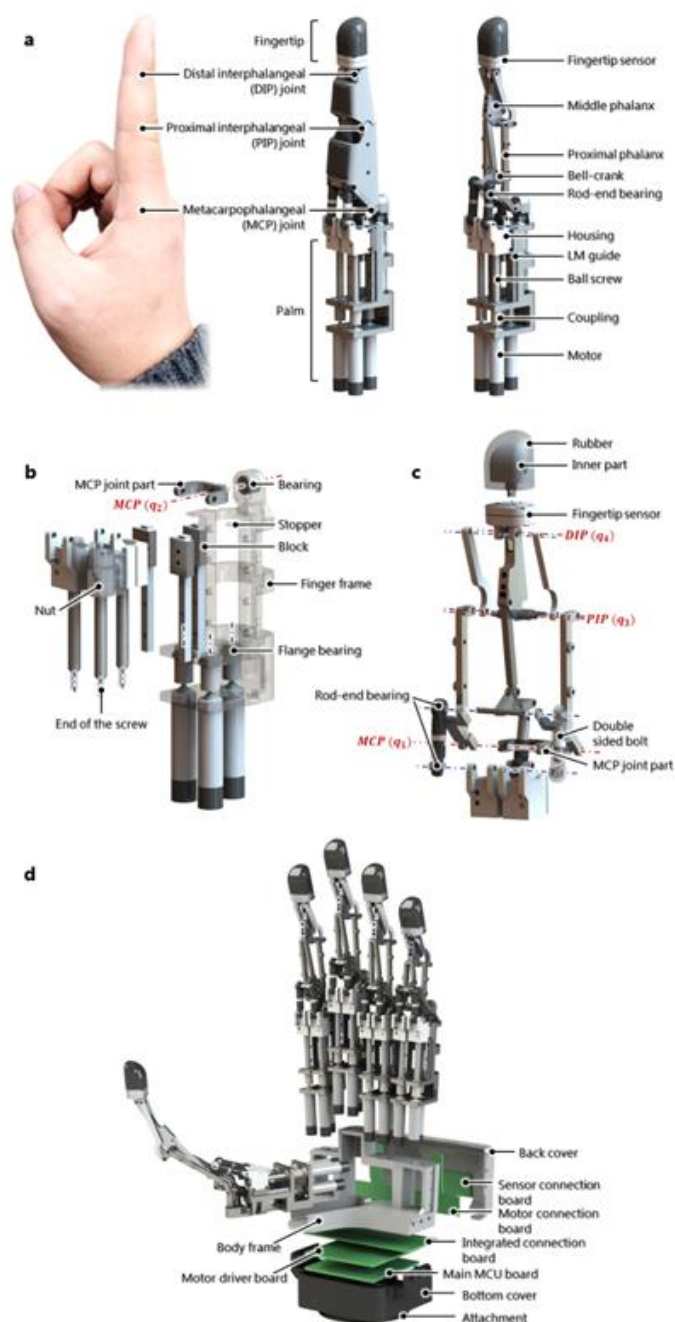 a
Fingertip
Distal interphalangeal
(DIP) joint
Proximal interphalangeal
(PIP) joint
Metacarpophalangeal
(MCP) joint
Palm
Fingertip sensor
Middle phalanx
Proximal phalanx
Bell-crank
Rod-end bearing
Housing
LM guide
Ball screw
Coupling
Motor
b
MCP joint part
MCP (q₂)
Bearing
Stopper
Block
Finger frame
Nut
Flange bearing
End of the screw
c
Rubber
Inner part
Fingertip sensor
DIP (q₄)
PIP (q₃)
Rod-end bearing
MCP (q₁)
Double
sided bolt
MCP joint part
d
Back cover
Sensor connection
board
Motor connection
board
Integrated connection
board
Body frame
Motor driver board
Main MCU board
Bottom cover
Attachment